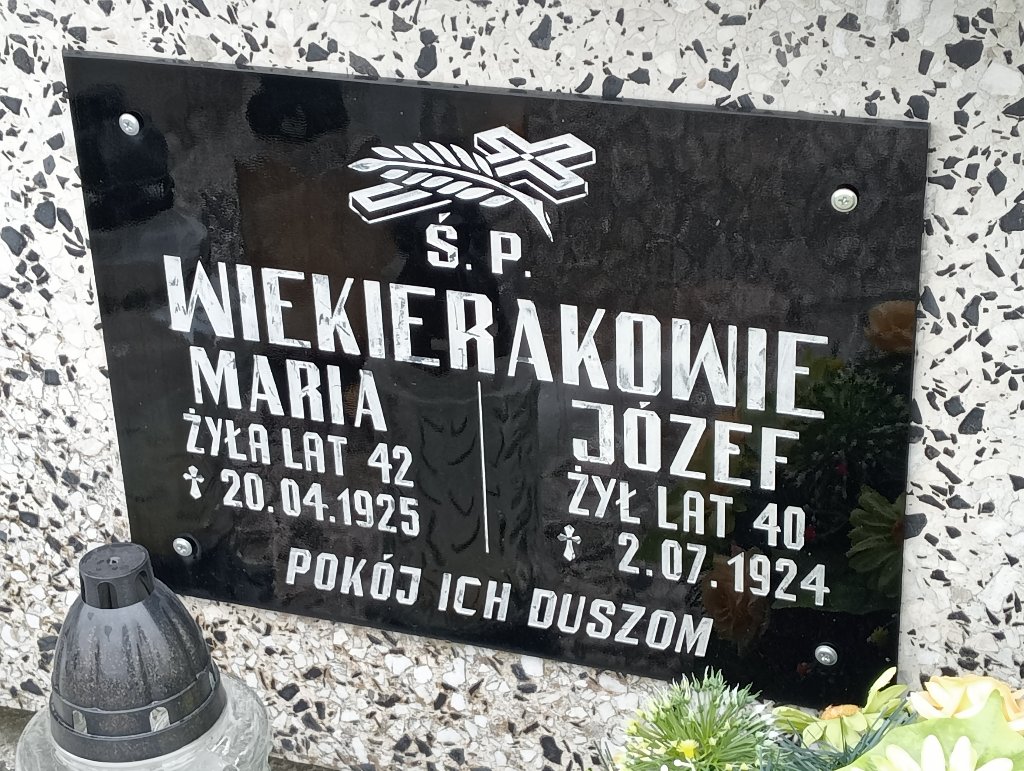 Ś. P.
WIEKIERAKOWIE
MARIA
ŻYŁA LAT 42
† 20.04.1925
JÓZEF
ŻYŁ LAT 40
† 2.07.1924
POKÓJ ICH DUSZOM